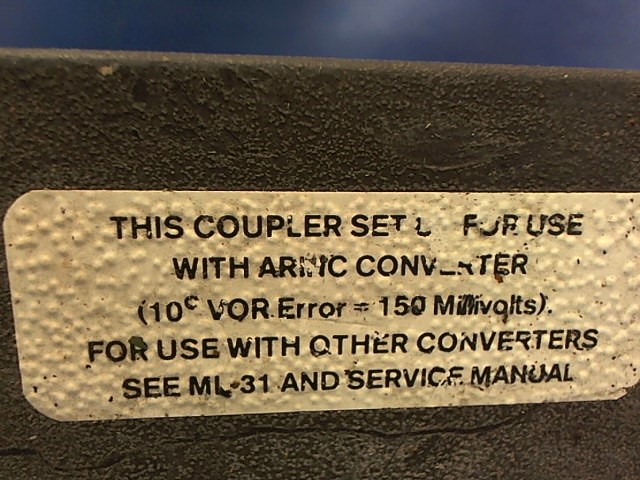 THIS COUPLER SET FOR USE
WITH ARINC CONVERTER
(10° VOR Error = 150 Millivolts).
FOR USE WITH OTHER CONVERTERS
SEE ML-31 AND SERVICE MANUAL